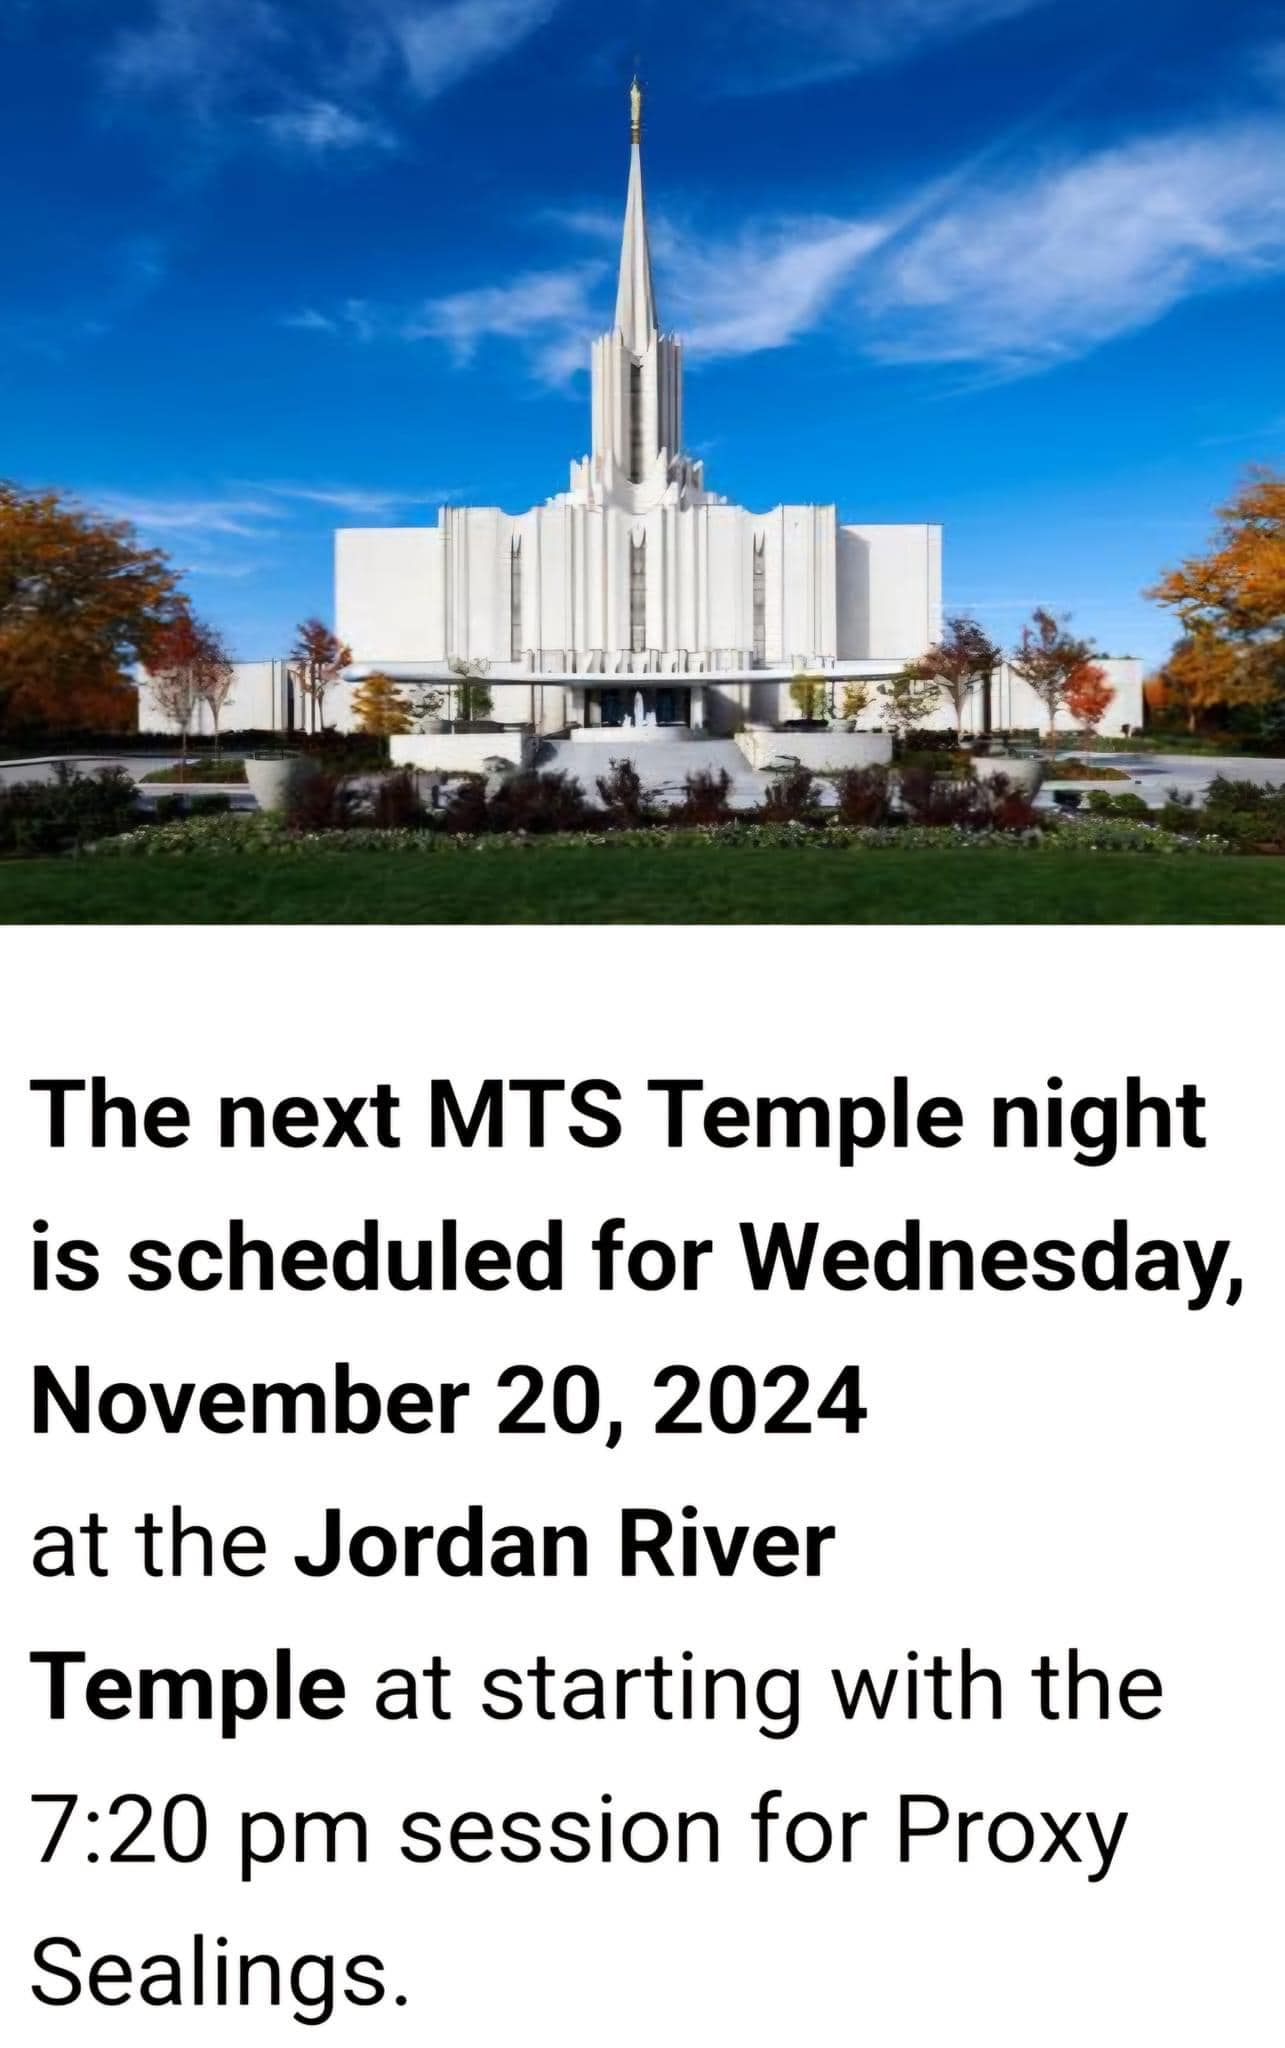 The next MTS Temple night
is scheduled for Wednesday,
November 20, 2024
at the Jordan River
Temple at starting with the
7:20 pm session for Proxy
Sealings.